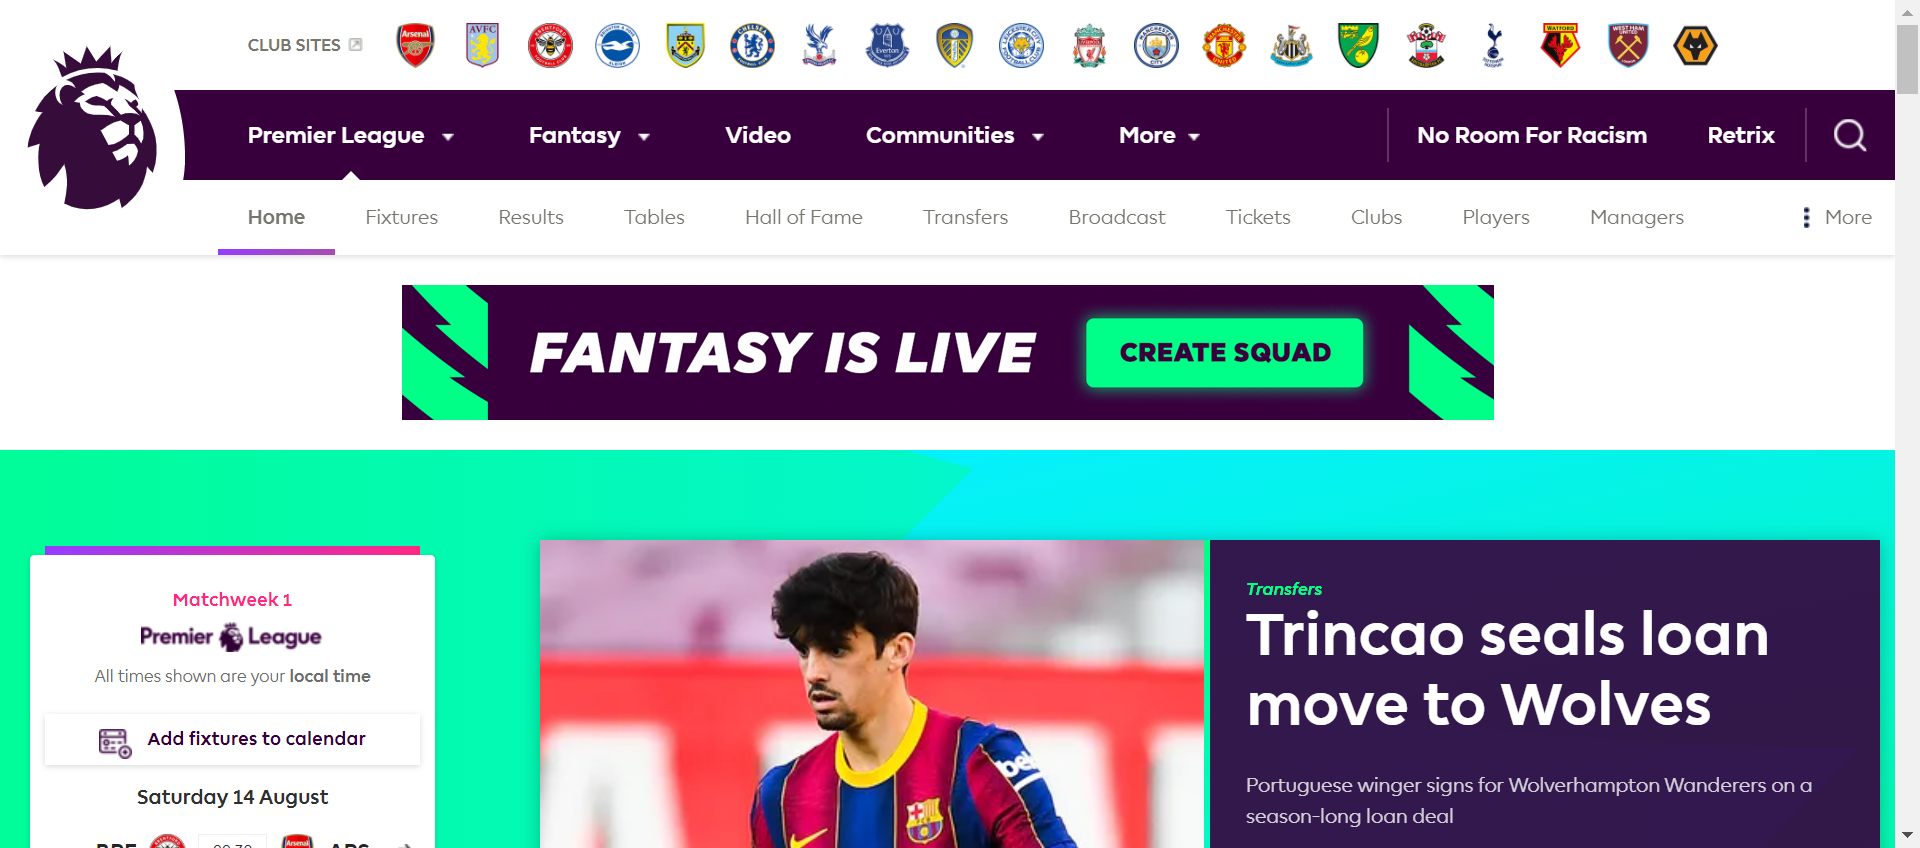 CLUB SITES
Premier League
Fantasy
Video
Communities
More
No Room For Racism
Retrix
Home
Fixtures
Results
Tables
Hall of Fame
Transfers
Broadcast
Tickets
Clubs
Players
Managers
More
FANTASY IS LIVE
CREATE SQUAD
Matchweek 1
Premier League
All times shown are your local time
Add fixtures to calendar
Saturday 14 August
Transfers
Trincao seals loan
move to Wolves
Portuguese winger signs for Wolverhampton Wanderers on a
season-long loan deal